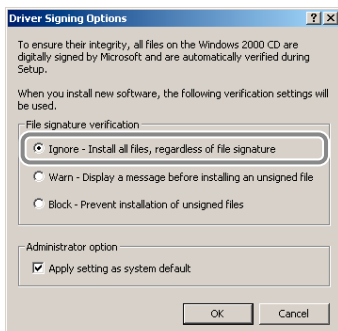 Driver Signing Options
To ensure their integrity, all files on the Windows 2000 CD are
digitally signed by Microsoft and are automatically verified during
Setup.
When you install new software, the following verification settings will
be used.
File signature verification
Ignore - Install all files, regardless of file signature
Warn - Display a message before installing an unsigned file
Block - Prevent installation of unsigned files
Administrator option
Apply setting as system default
OK
Cancel